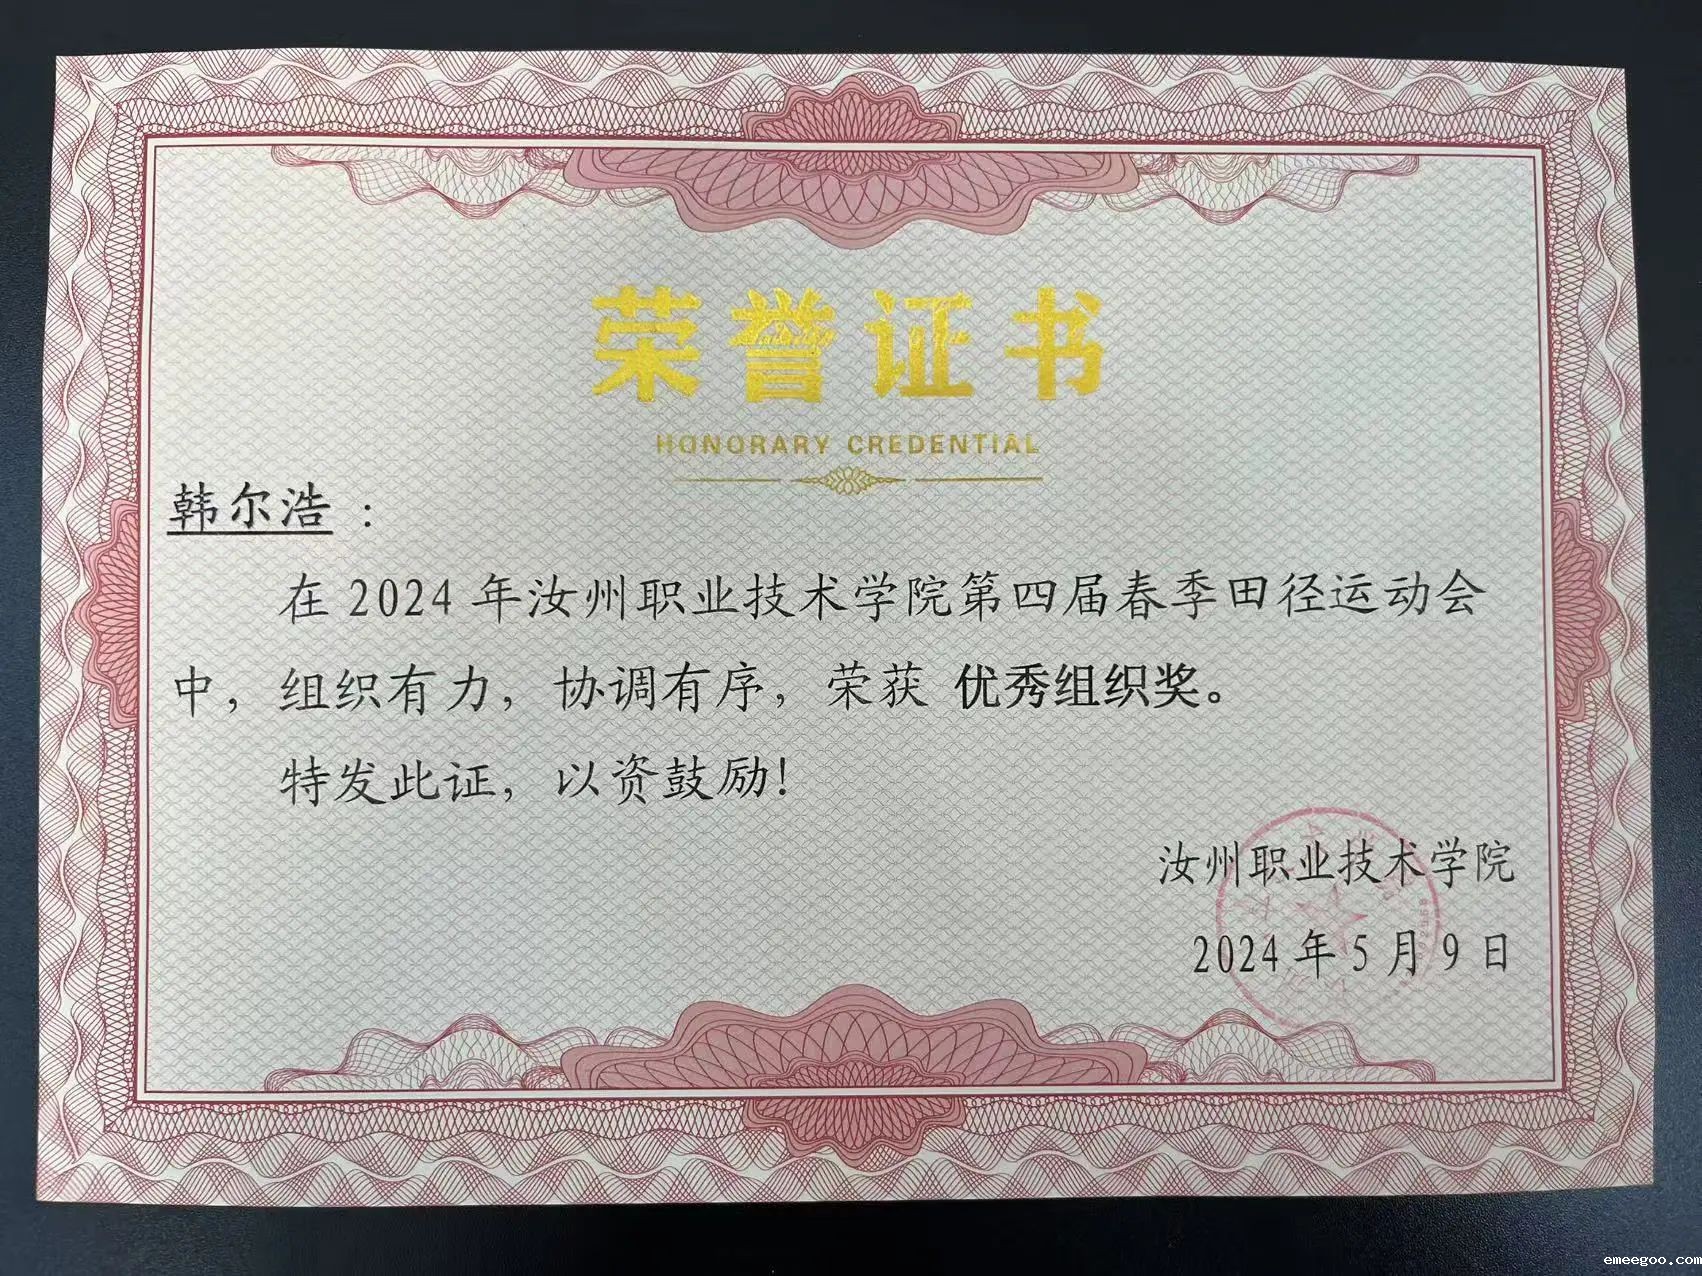 荣誉证书
HONORARY CREDENTIAL
韩尔浩：
在2024年汝州职业技术学院第四届春季田径运动会
中，组织有力，协调有序，荣获 优秀组织奖。
特发此证，以资鼓励！
汝州职业技术学院
2024年5月9日
emeegoo.com